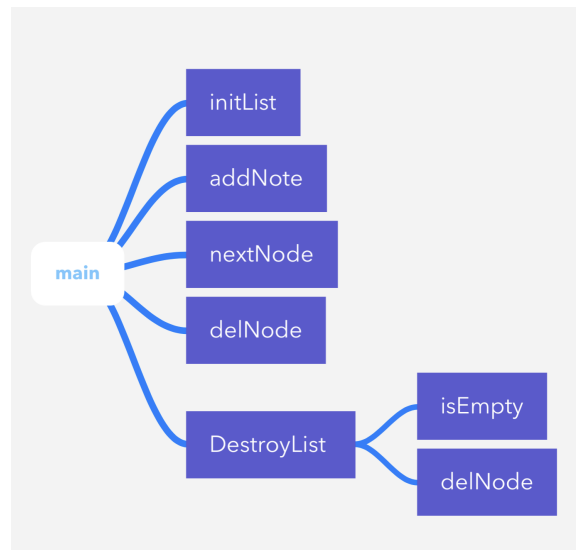 initList
addNote
main
nextNode
delNode
DestroyList
isEmpty
delNode